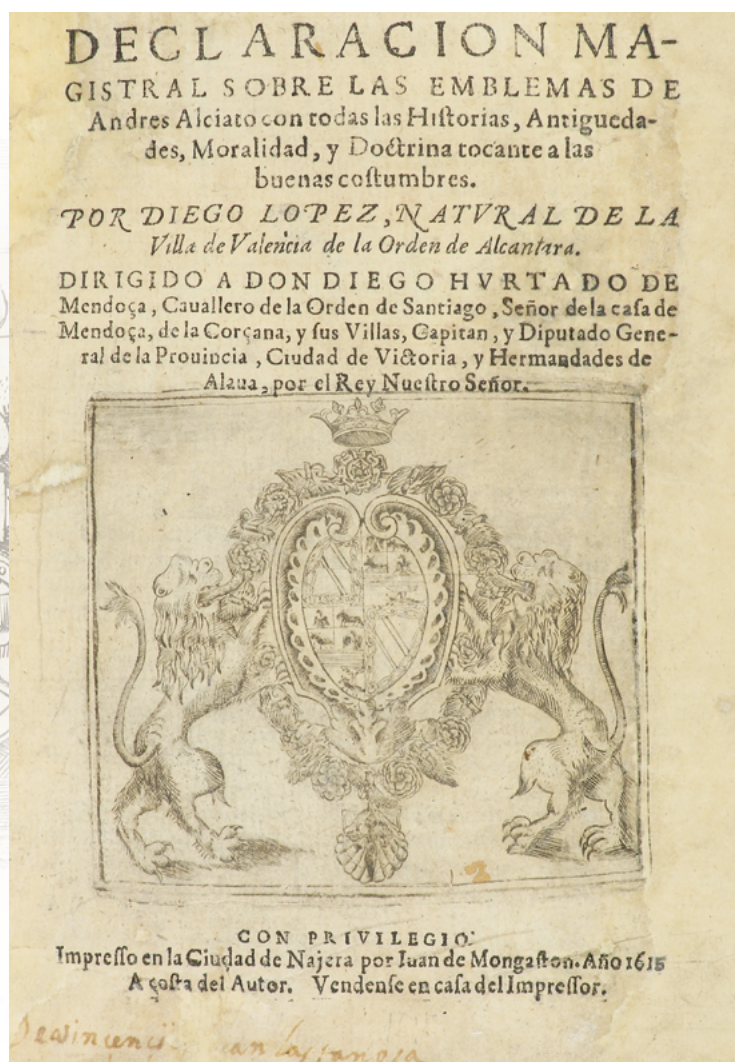 DECLARACION MA-
GISTRAL SOBRE LAS EMBLEMAS DE
Andres Alciato con todas las Hiſtorias, Antigueda-
des, Moralidad, y Doctrina tocante a las
buenas coſtumbres.
POR DIEGO LOPEZ, NATVRAL DE LA
Villa de Valencia de la Orden de Alcantara.
DIRIGIDO A DON DIEGO HVRTADO DE
Mendoça, Cauallero de la Orden de Santiago, Señor dela caſa de
Mendoça, de la Corçana, y ſus Villas, Capitan, y Diputado Gene-
ral de la Prouincia, Ciudad de Victoria, y Hermandades de
Alaua, por el Rey Nueſtro Señor.
CON PRIVILEGIO.
Impreſſo en la Ciudad de Najera por Iuan de Mongaſton. Año 1615
A coſta del Autor. Vendenſe en caſa del Impreſſor.